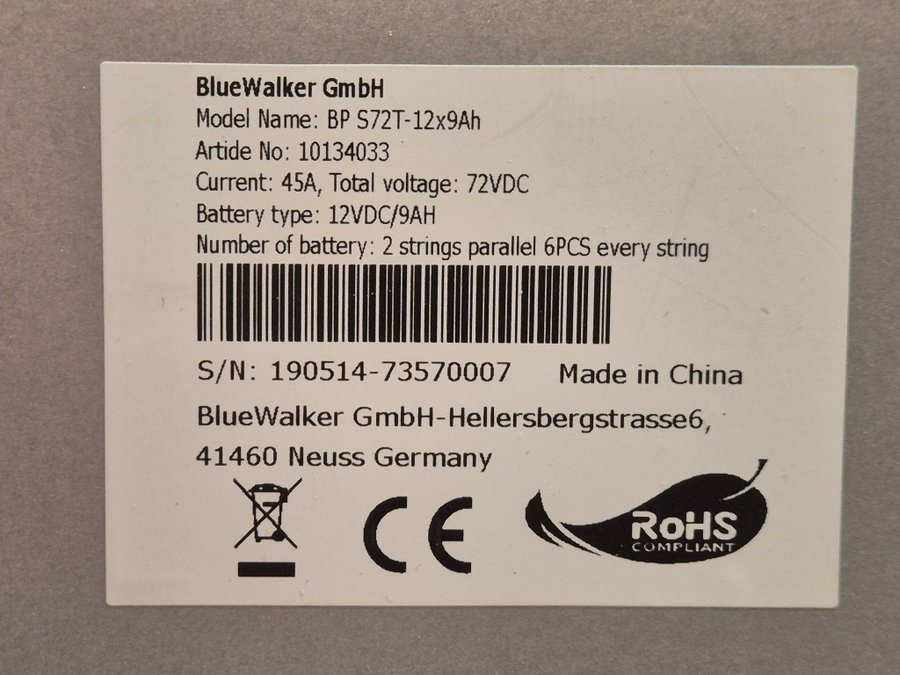 BlueWalker GmbH
Model Name: BP S72T-12x9Ah
Artide No: 10134033
Current: 45A, Total voltage: 72VDC
Battery type: 12VDC/9AH
Number of battery: 2 strings parallel 6PCS every string
S/N: 190514-73570007 Made in China
BlueWalker GmbH-Hellersbergstrasse6,
41460 Neuss Germany
CE
RoHS
COMPLIANT